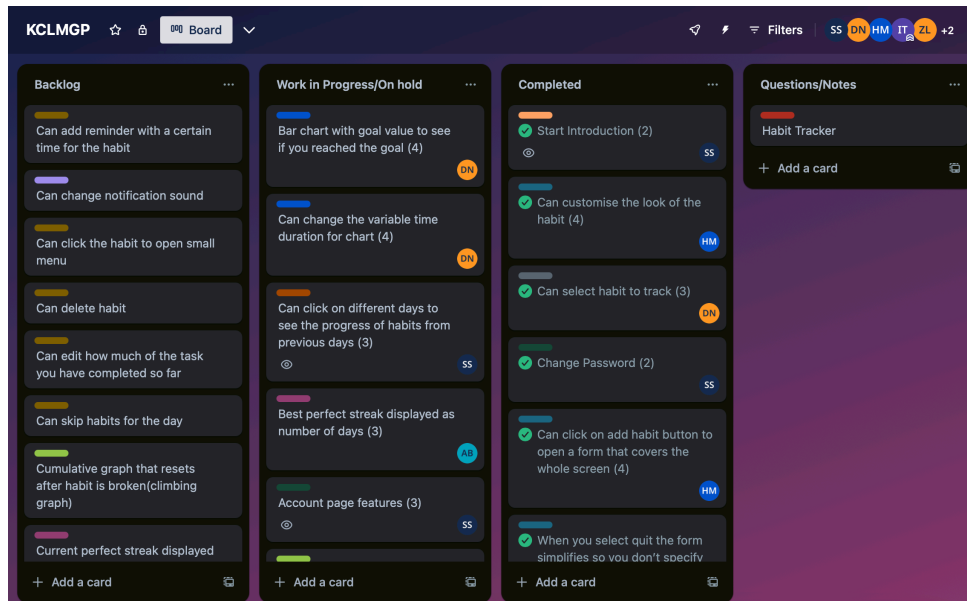 KCLMGP
Board
Filters
SS
DN
HM
IT
ZL
+2
Backlog
Can add reminder with a certain
time for the habit
Can change notification sound
Can click the habit to open small
menu
Can delete habit
Can edit how much of the task
you have completed so far
Can skip habits for the day
Cumulative graph that resets
after habit is broken(climbing
graph)
Current perfect streak displayed
+ Add a card
Work in Progress/On hold
Bar chart with goal value to see
if you reached the goal (4)
DN
Can change the variable time
duration for chart (4)
DN
Can click on different days to
see the progress of habits from
previous days (3)
SS
Best perfect streak displayed as
number of days (3)
AB
Account page features (3)
SS
+ Add a card
Completed
Start Introduction (2)
SS
Can customise the look of the
habit (4)
HM
Can select habit to track (3)
DN
Change Password (2)
SS
Can click on add habit button to
open a form that covers the
whole screen (4)
HM
When you select quit the form
simplifies so you don't specify
+ Add a card
Questions/Notes
Habit Tracker
+ Add a card